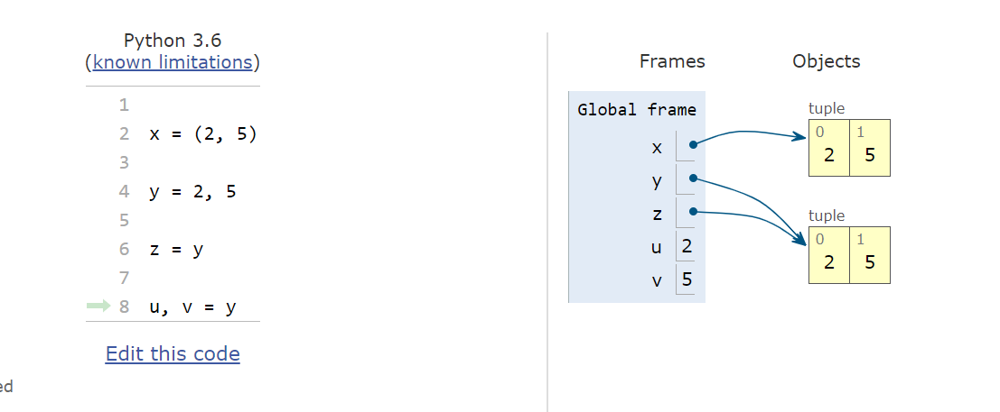 Python 3.6
(known limitations)
1
2 x = (2, 5)
3
4 y = 2, 5
5
6 z = y
7
8 u, v = y
Edit this code
ed
Frames Objects
Global frame
x
y
z
u 2
v 5
tuple
0 1
2 5
tuple
0 1
2 5